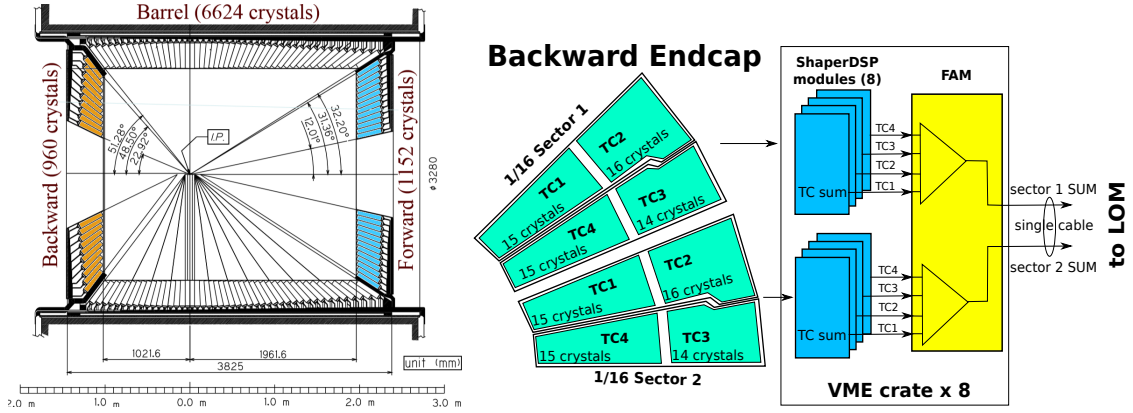 Barrel (6624 crystals)
Backward (960 crystals)
Forward (1152 crystals)
51.28°
48.50°
22.92°
I.P.
32.20°
31.36°
12.01°
ø3280
1021.6
1961.6
3825
unit (mm)
2.0 m
1.0 m
0.0 m
1.0 m
2.0 m
3.0 m
Backward Endcap
1/16 Sector 1
TC2
16 crystals
TC1
15 crystals
TC3
14 crystals
TC4
15 crystals
TC2
16 crystals
TC1
15 crystals
TC4
15 crystals
TC3
14 crystals
1/16 Sector 2
ShaperDSP
modules (8)
FAM
TC4
TC3
TC2
TC1
TC sum
TC4
TC3
TC2
TC1
TC sum
sector 1 SUM
single cable
sector 2 SUM
to LOM
VME crate x 8